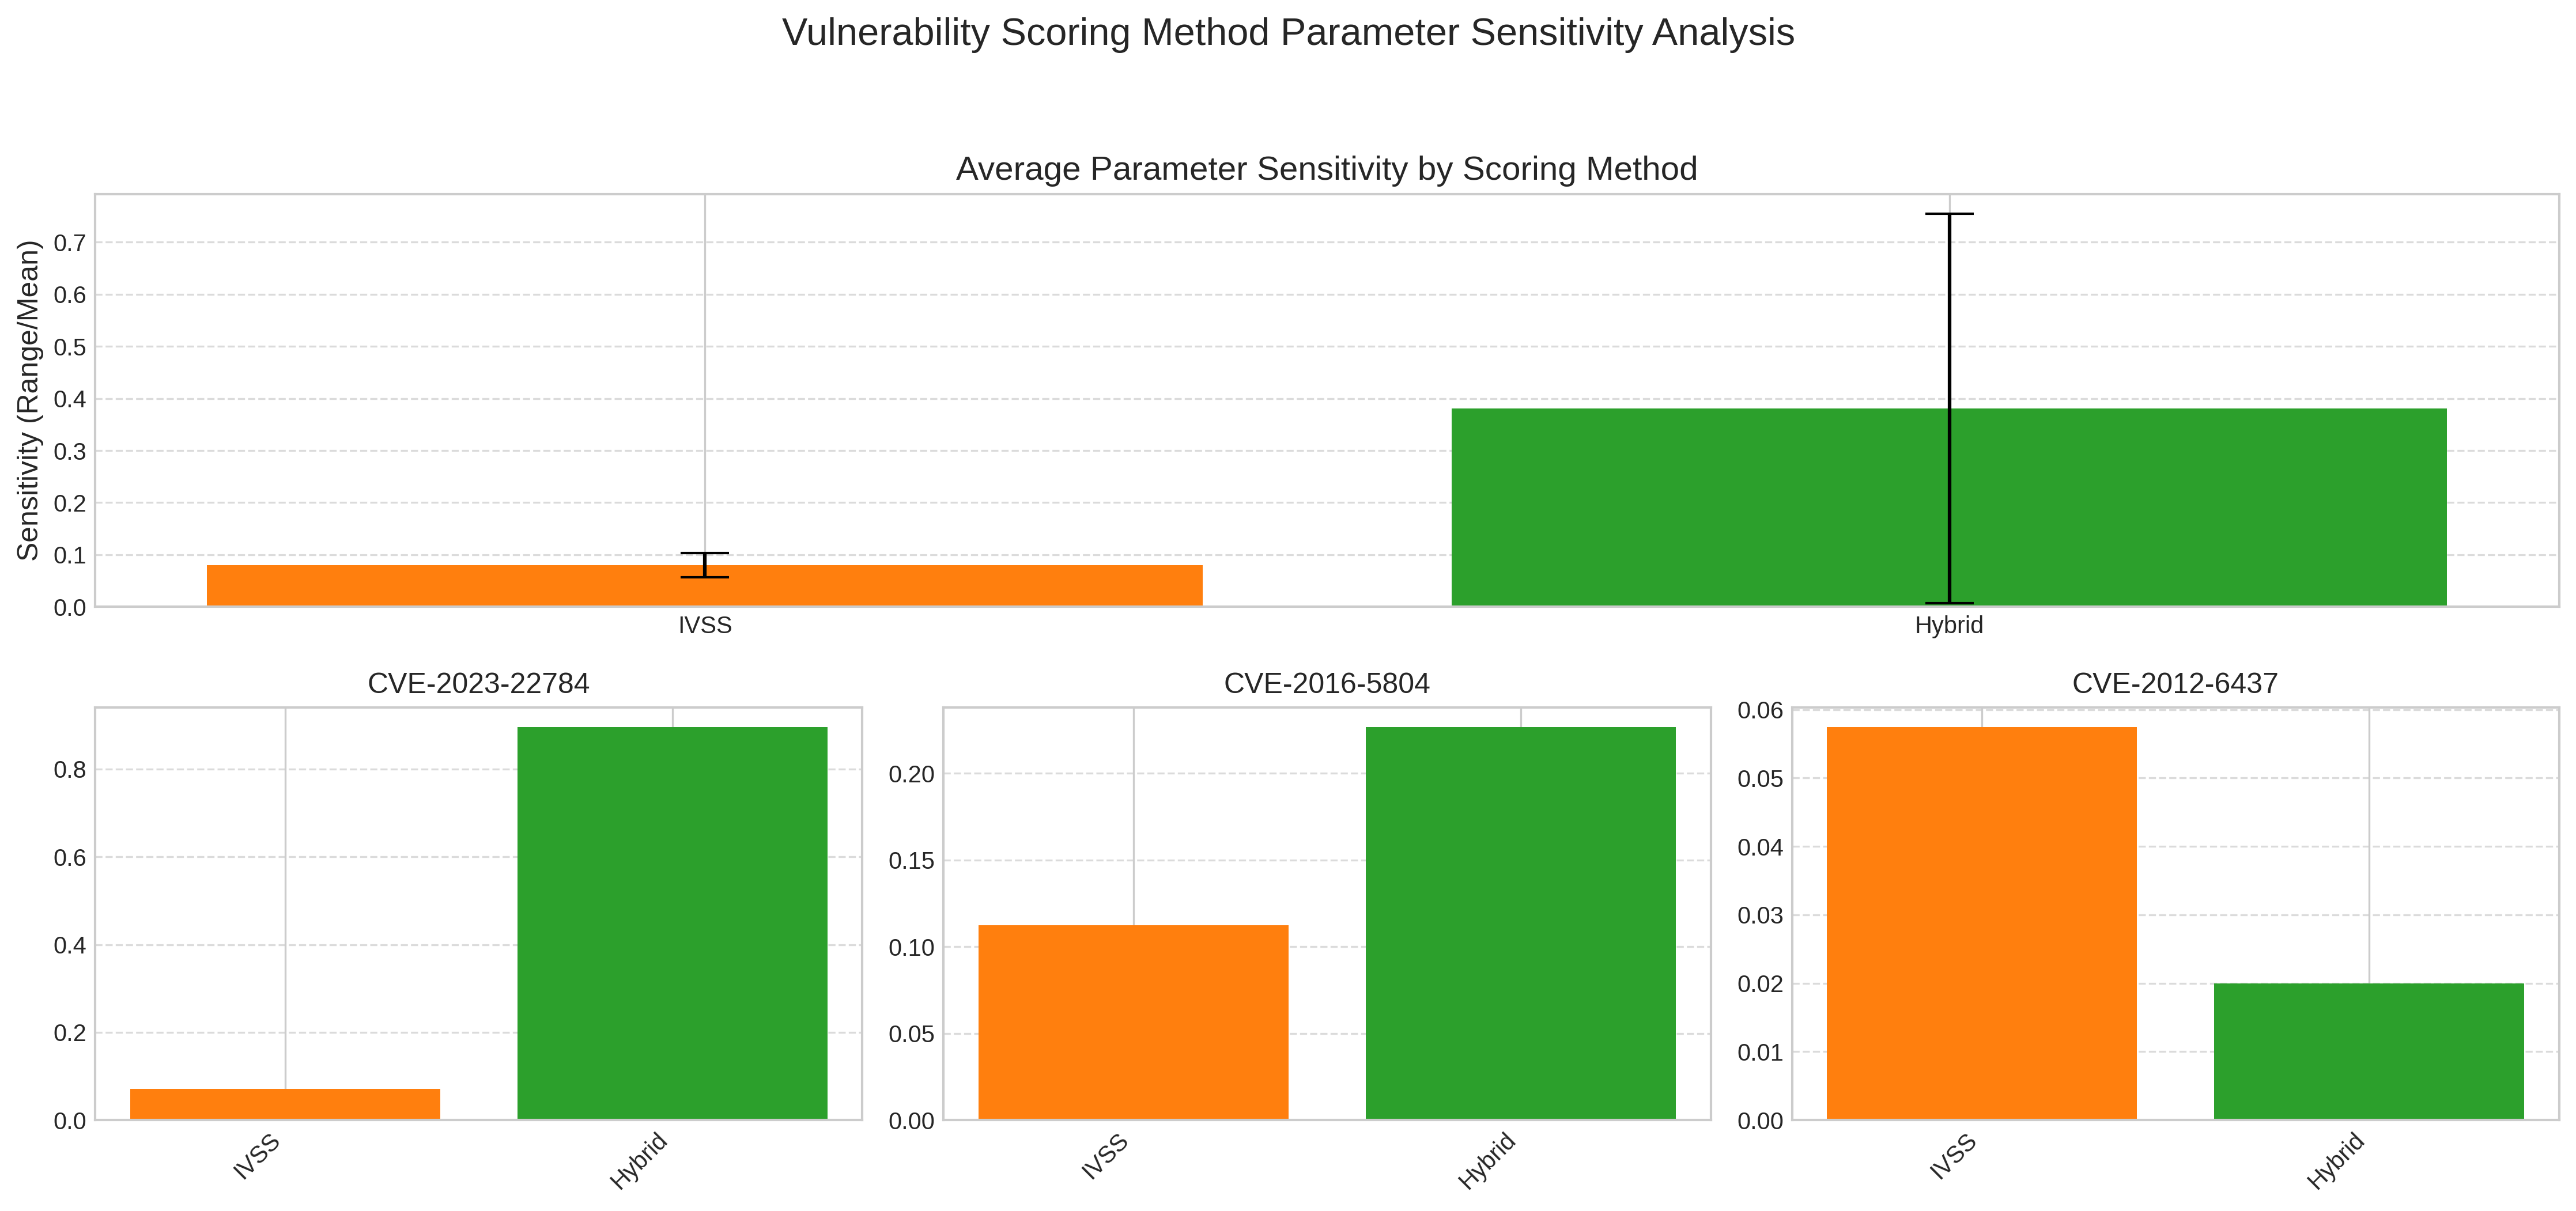 Vulnerability Scoring Method Parameter Sensitivity Analysis
Average Parameter Sensitivity by Scoring Method
Sensitivity (Range/Mean)
0.7
0.6
0.5
0.4
0.3
0.2
0.1
0.0
IVSS Hybrid
CVE-2023-22784
0.8
0.6
0.4
0.2
0.0
IVSS Hybrid
CVE-2016-5804
0.20
0.15
0.10
0.05
0.00
IVSS Hybrid
CVE-2012-6437
0.06
0.05
0.04
0.03
0.02
0.01
0.00
IVSS Hybrid